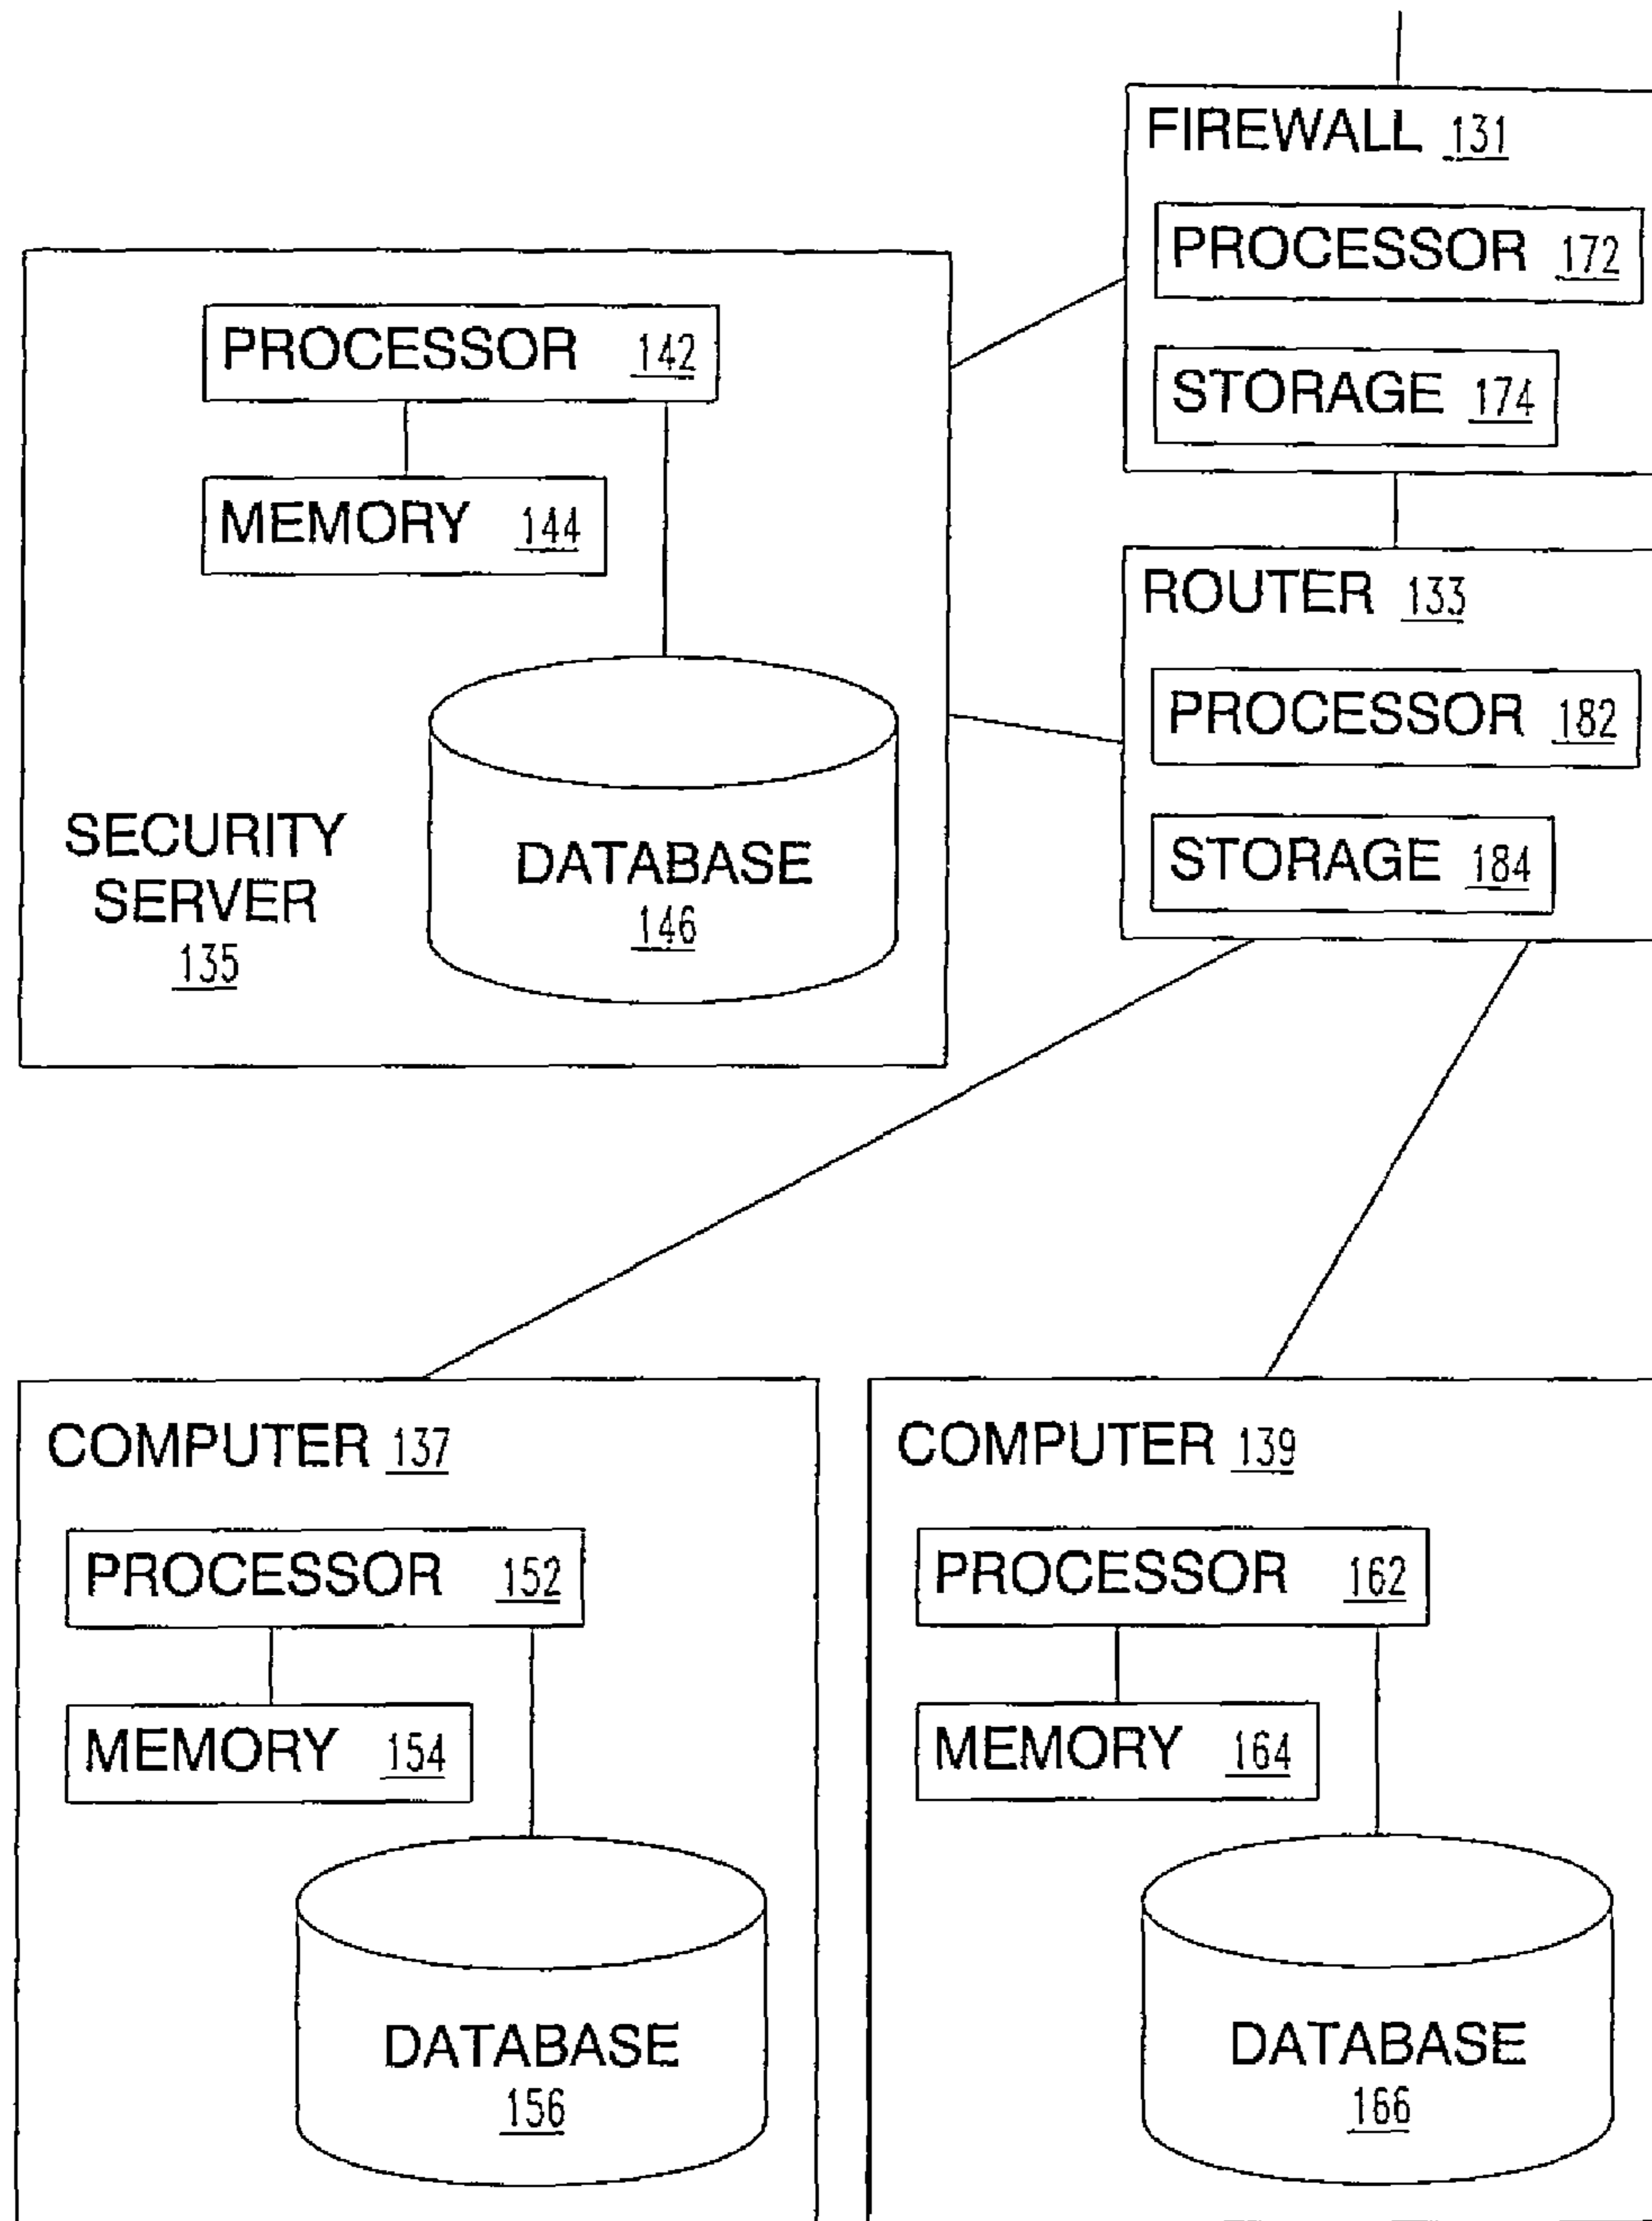 FIREWALL 131
PROCESSOR 172
STORAGE 174
PROCESSOR 142
MEMORY 144
DATABASE
146
SECURITY
SERVER
135
ROUTER 133
PROCESSOR 182
STORAGE 184
COMPUTER 137
PROCESSOR 152
MEMORY 154
DATABASE
156
COMPUTER 139
PROCESSOR 162
MEMORY 164
DATABASE
166